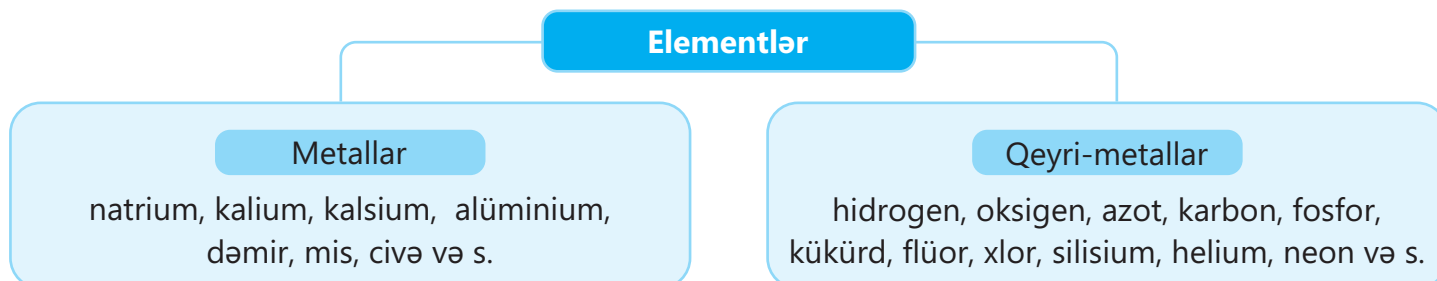 Elementlər
Metallar
natrium, kalium, kalsium, alüminium,
dəmir, mis, civə və s.
Qeyri-metallar
hidrogen, oksigen, azot, karbon, fosfor,
kükürd, flüor, xlor, silisium, helium, neon və s.